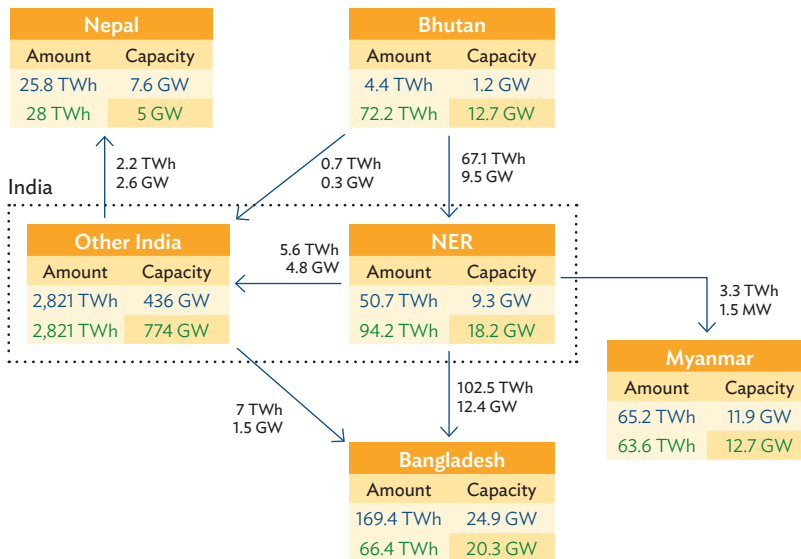 Nepal
Amount Capacity
25.8 TWh 7.6 GW
28 TWh 5 GW
Bhutan
Amount Capacity
4.4 TWh 1.2 GW
72.2 TWh 12.7 GW
2.2 TWh
2.6 GW
0.7 TWh
0.3 GW
67.1 TWh
9.5 GW
India
Other India
Amount Capacity
2,821 TWh 436 GW
2,821 TWh 774 GW
5.6 TWh
4.8 GW
NER
Amount Capacity
50.7 TWh 9.3 GW
94.2 TWh 18.2 GW
3.3 TWh
1.5 MW
Myanmar
Amount Capacity
65.2 TWh 11.9 GW
63.6 TWh 12.7 GW
7 TWh
1.5 GW
102.5 TWh
12.4 GW
Bangladesh
Amount Capacity
169.4 TWh 24.9 GW
66.4 TWh 20.3 GW